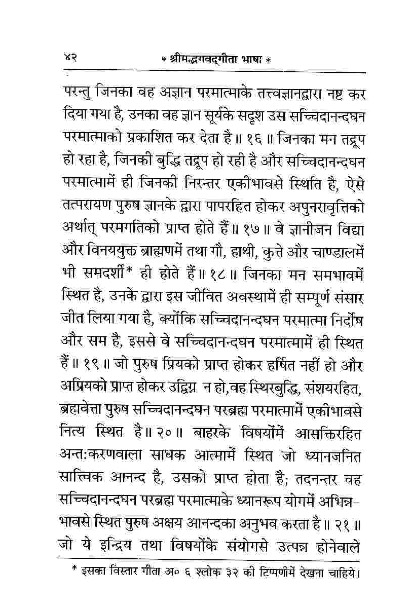 ४२ * श्रीमद्भगवद्गीता भाषा *
परन्तु जिनका वह अज्ञान परमात्माके तत्त्वज्ञानद्वारा नष्ट कर
दिया गया है, उनका वह ज्ञान सूर्यके सदृश उस सच्चिदानन्दघन
परमात्माको प्रकाशित कर देता है॥ १६॥ जिनका मन तद्रूप
हो रहा है, जिनकी बुद्धि तद्रूप हो रही है और सच्चिदानन्दघन
परमात्मामें ही जिनकी निरन्तर एकीभावसे स्थिति है, ऐसे
तत्परायण पुरुष ज्ञानके द्वारा पापरहित होकर अपुनरावृत्तिको
अर्थात् परमगतिको प्राप्त होते हैं॥ १७॥ वे ज्ञानीजन विद्या
और विनययुक्त ब्राह्मणमें तथा गौ, हाथी, कुत्ते और चाण्डालमें
भी समदर्शी* ही होते हैं॥ १८॥ जिनका मन समभावमें
स्थित है, उनके द्वारा इस जीवित अवस्थामें ही सम्पूर्ण संसार
जीत लिया गया है, क्योंकि सच्चिदानन्दघन परमात्मा निर्दोष
और सम है, इससे वे सच्चिदानन्दघन परमात्मामें ही स्थित
हैं॥ १९॥ जो पुरुष प्रियको प्राप्त होकर हर्षित नहीं हो और
अप्रियको प्राप्त होकर उद्विग्न न हो,वह स्थिरबुद्धि, संशयरहित,
ब्रह्मवेत्ता पुरुष सच्चिदानन्दघन परब्रह्म परमात्मामें एकीभावसे
नित्य स्थित है॥ २०॥ बाहरके विषयोंमें आसक्तिरहित
अन्तःकरणवाला साधक आत्मामें स्थित जो ध्यानजनित
सात्त्विक आनन्द है, उसको प्राप्त होता है; तदनन्तर वह
सच्चिदानन्दघन परब्रह्म परमात्माके ध्यानरूप योगमें अभिन्न-
भावसे स्थित पुरुष अक्षय आनन्दका अनुभव करता है॥ २१॥
जो ये इन्द्रिय तथा विषयोंके संयोगसे उत्पन्न होनेवाले
* इसका विस्तार गीता अ० ६ श्लोक ३२ की टिप्पणीमें देखना चाहिये।